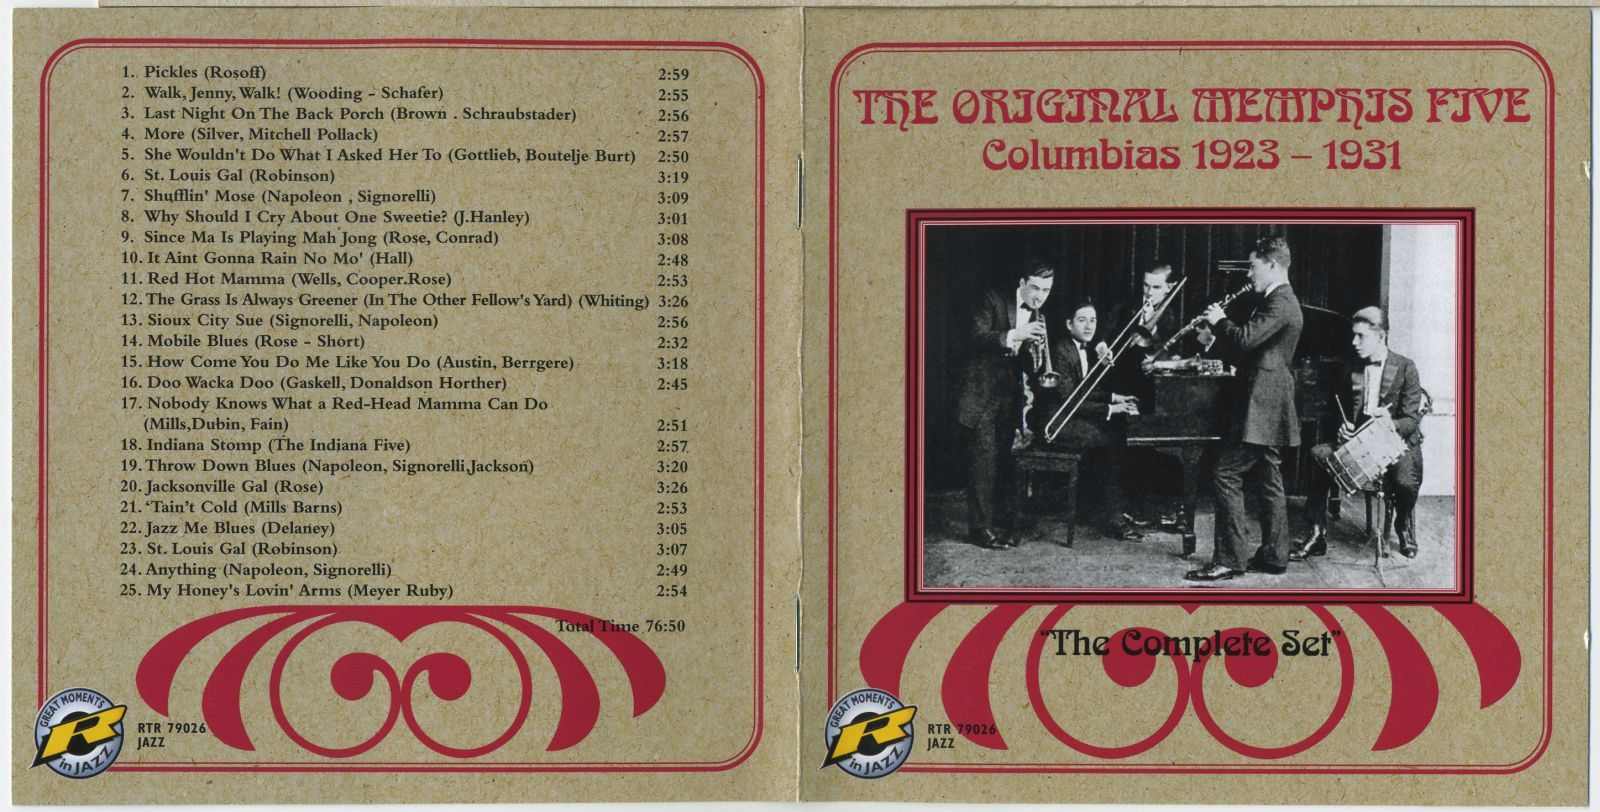 1. Pickles (Rosoff) 2:59
2. Walk, Jenny, Walk! (Wooding - Schafer) 2:55
3. Last Night On The Back Porch (Brown . Schraubstader) 2:56
4. More (Silver, Mitchell Pollack) 2:57
5. She Wouldn't Do What I Asked Her To (Gottlieb, Boutelje Burt) 2:50
6. St. Louis Gal (Robinson) 3:19
7. Shufflin' Mose (Napoleon , Signorelli) 3:09
8. Why Should I Cry About One Sweetie? (J.Hanley) 3:01
9. Since Ma Is Playing Mah Jong (Rose, Conrad) 3:08
10. It Aint Gonna Rain No Mo' (Hall) 2:48
11. Red Hot Mamma (Wells, Cooper.Rose) 2:53
12. The Grass Is Always Greener (In The Other Fellow's Yard) (Whiting) 3:26
13. Sioux City Sue (Signorelli, Napoleon) 2:56
14. Mobile Blues (Rose - Short) 2:32
15. How Come You Do Me Like You Do (Austin, Berrgere) 3:18
16. Doo Wacka Doo (Gaskell, Donaldson Horther) 2:45
17. Nobody Knows What a Red-Head Mamma Can Do
(Mills,Dubin, Fain) 2:51
18. Indiana Stomp (The Indiana Five) 2:57
19. Throw Down Blues (Napoleon, Signorelli,Jackson) 3:20
20. Jacksonville Gal (Rose) 3:26
21. ‘Tain’t Cold (Mills Barns) 2:53
22. Jazz Me Blues (Delaney) 3:05
23. St. Louis Gal (Robinson) 3:07
24. Anything (Napoleon, Signorelli) 2:49
25. My Honey's Lovin' Arms (Meyer Ruby) 2:54
Total Time 76:50
GREAT MOMENTS
R
in JAZZ
RTR 79026
JAZZ
THE ORIGINAL MEMPHIS FIVE
Columbias 1923 – 1931
“The Complete Set”
GREAT MOMENTS
R
in JAZZ
RTR 79026
JAZZ